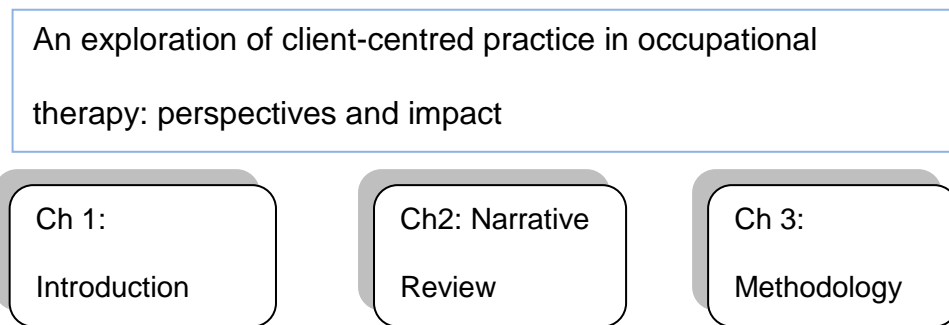 An exploration of client-centred practice in occupational
therapy: perspectives and impact
Ch 1:
Introduction
Ch2: Narrative
Review
Ch 3:
Methodology